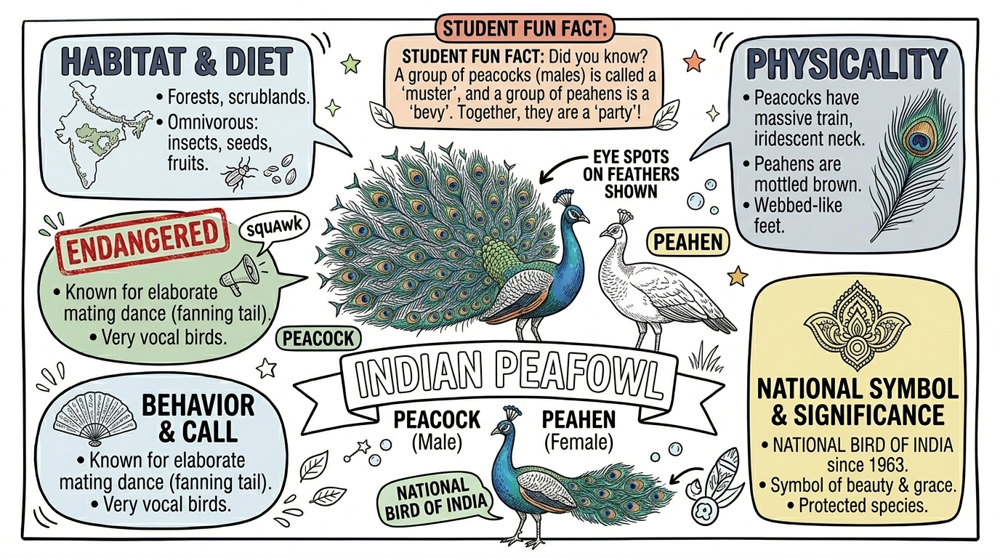 STUDENT FUN FACT:
STUDENT FUN FACT: Did you know?
A group of peacocks (males) is called a
‘muster’, and a group of peahens is a
‘bevy’. Together, they are a ‘party’!
HABITAT & DIET
• Forests, scrublands.
• Omnivorous:
insects, seeds,
fruits.
PHYSICALITY
• Peacocks have
massive train,
iridescent neck.
• Peahens are
mottled brown.
• Webbed-like
feet.
EYE SPOTS
ON FEATHERS
SHOWN
ENDANGERED
squawk
• Known for elaborate
mating dance (fanning tail).
• Very vocal birds.
PEACOCK
PEAHEN
INDIAN PEAFOWL
BEHAVIOR
& CALL
• Known for elaborate
mating dance (fanning tail).
• Very vocal birds.
PEACOCK
(Male)
PEAHEN
(Female)
NATIONAL
BIRD OF INDIA
NATIONAL SYMBOL
& SIGNIFICANCE
• NATIONAL BIRD OF INDIA
since 1963.
• Symbol of beauty & grace.
• Protected species.